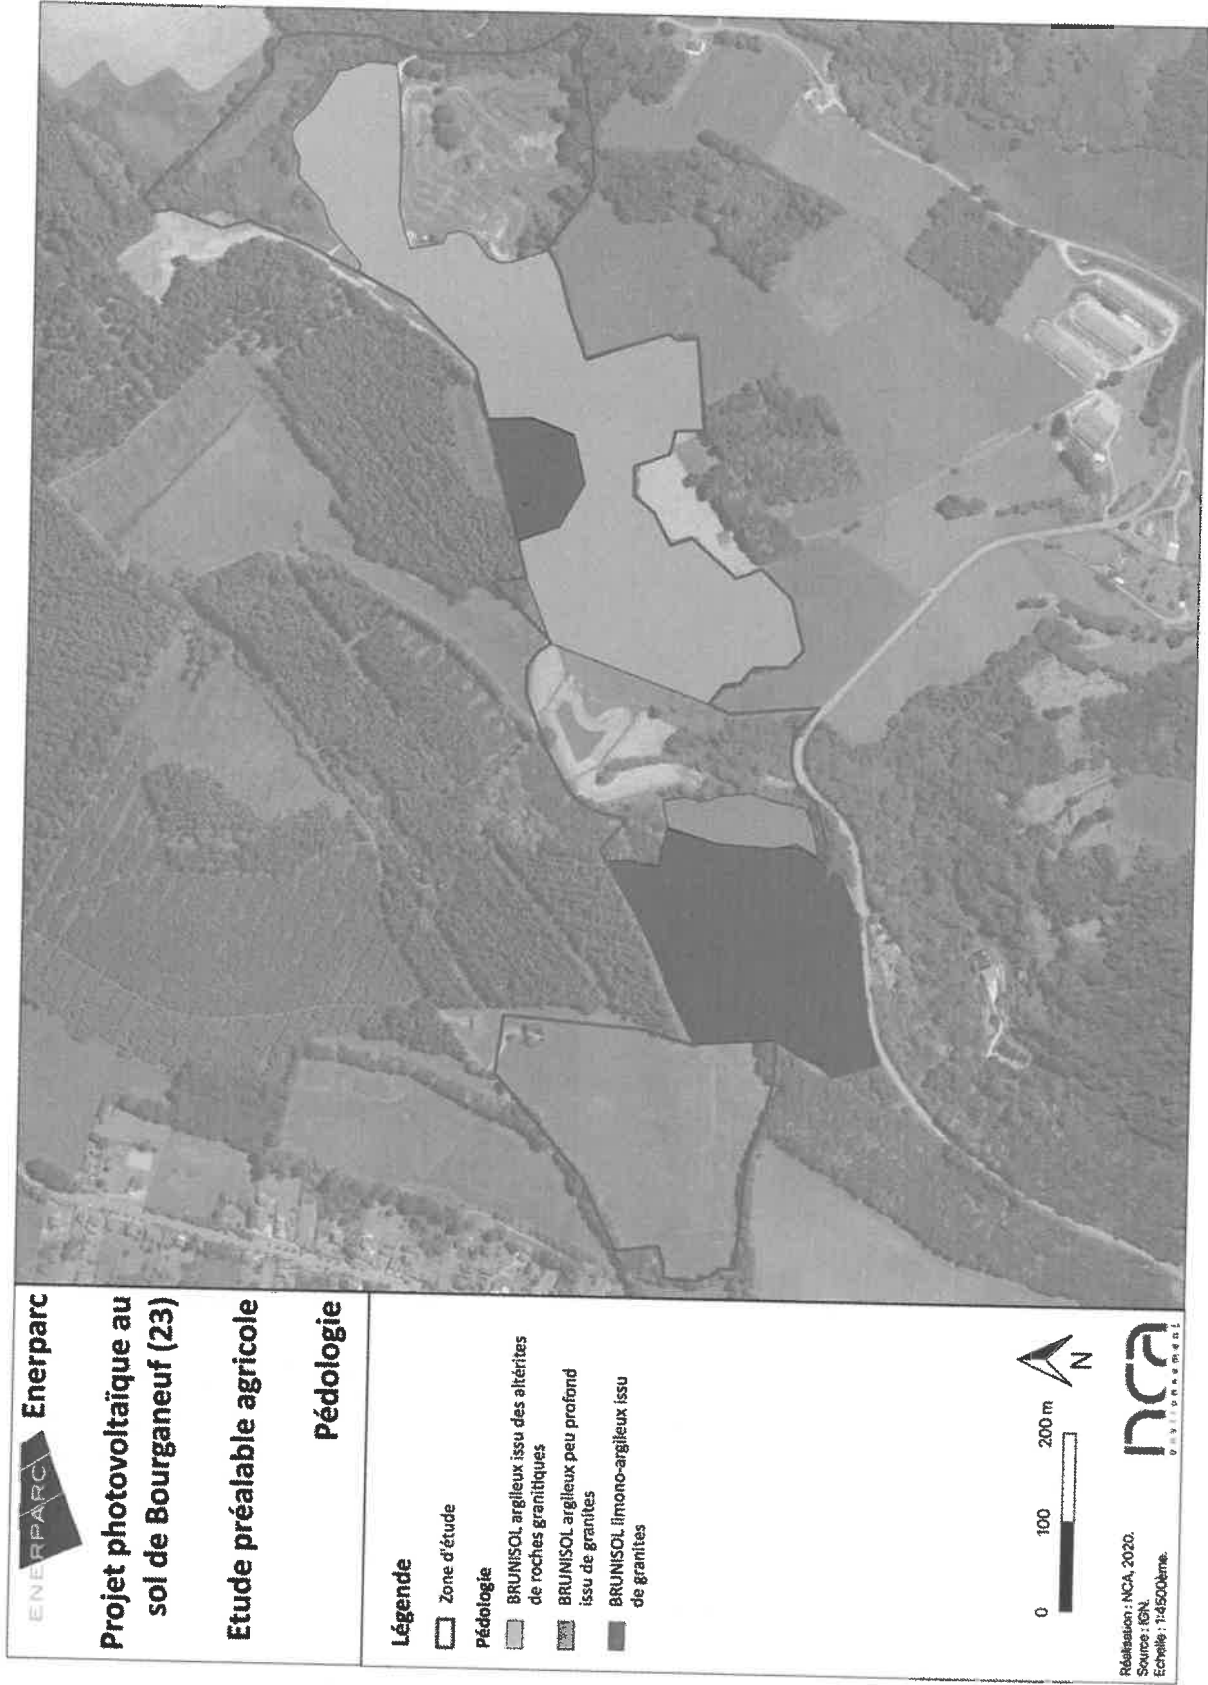 ENERPARC Enerparc
Projet photovoltaïque au
sol de Bourganeuf (23)
Etude préalable agricole
Pédologie
Légende
Zone d'étude
Pédologie
BRUNISOL argileux issu des altérites
de roches granitiques
BRUNISOL argileux peu profond
issu de granites
BRUNISOL limono-argileux issu
de granites
0 100 200 m
N
Réalisation : NCA, 2020.
Source : IGN.
Echelle : 1:4500ème.
nca
environnement